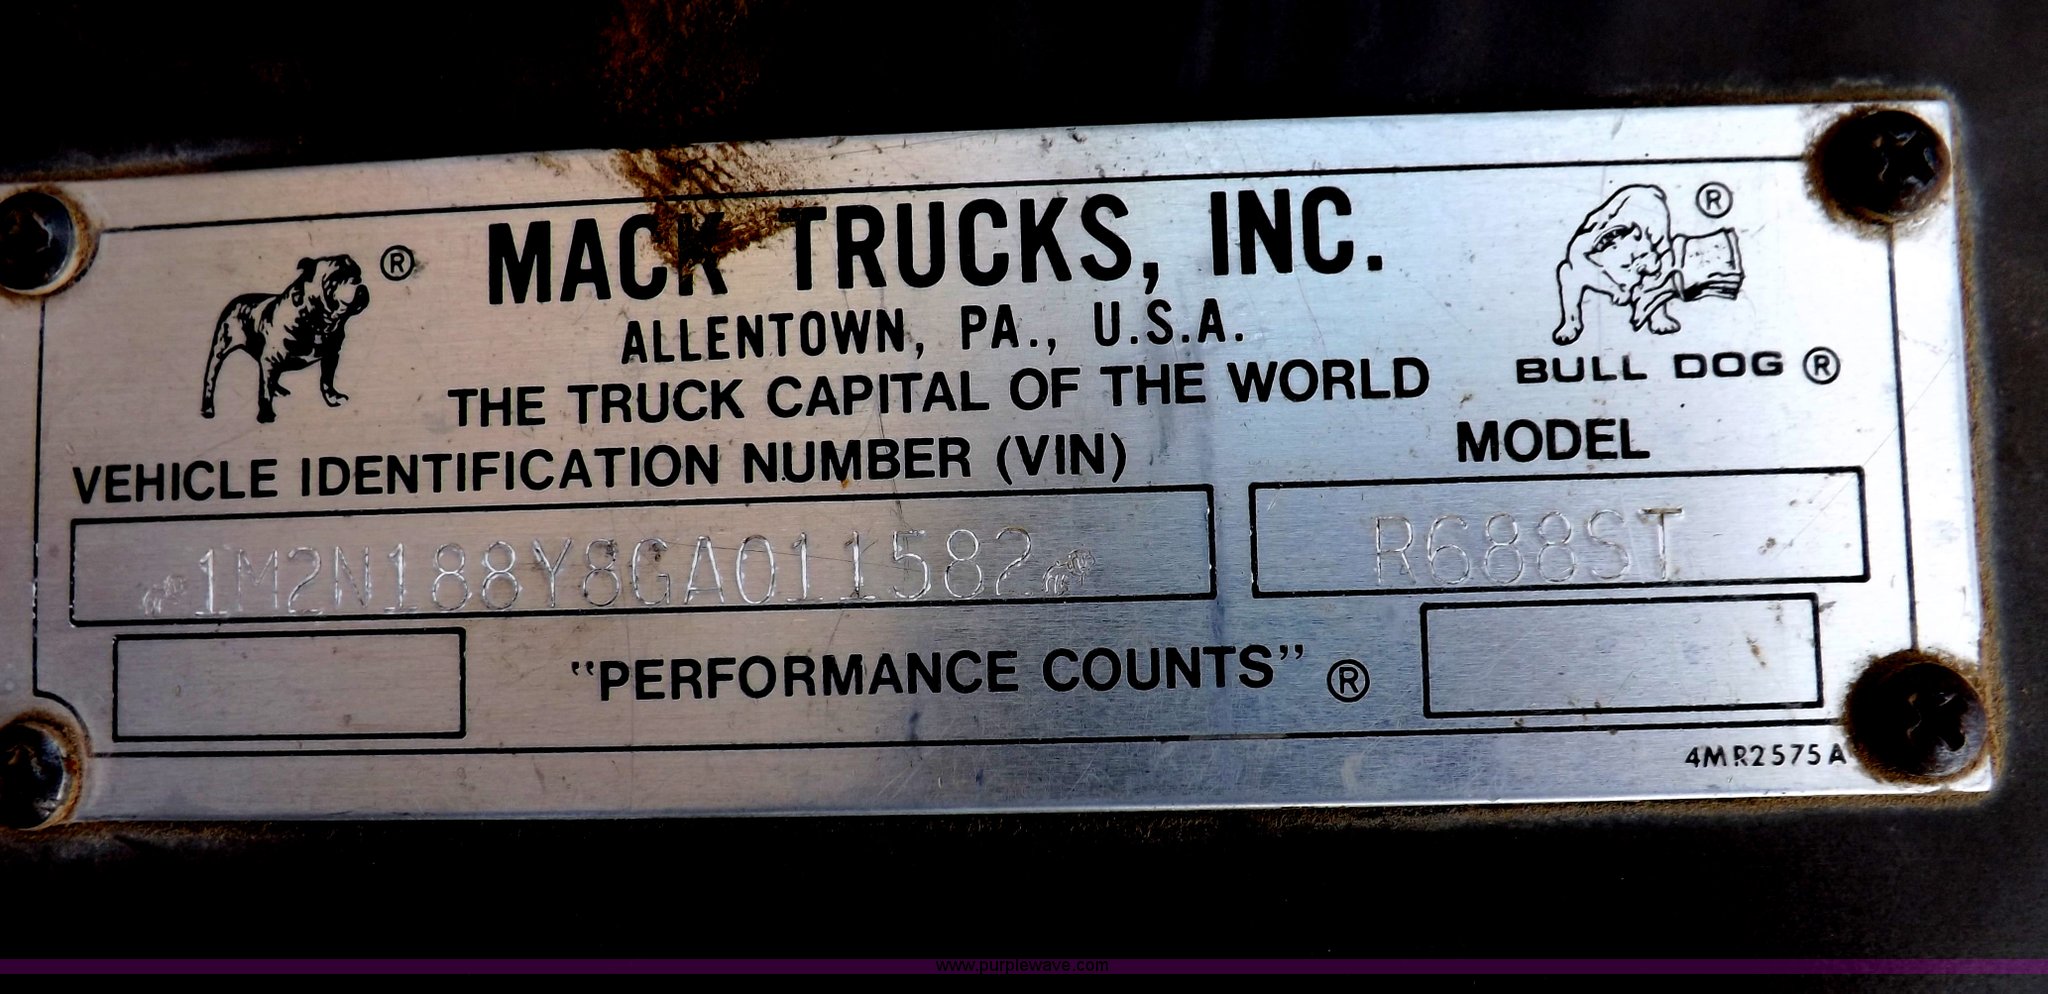 MACK TRUCKS, INC.
ALLENTOWN, PA., U.S.A.
THE TRUCK CAPITAL OF THE WORLD
®
®
BULL DOG ®
VEHICLE IDENTIFICATION NUMBER (VIN)
MODEL
1M2N188Y8GA011582
R688ST
"PERFORMANCE COUNTS" ®
4MR2575A
www.purplewave.com